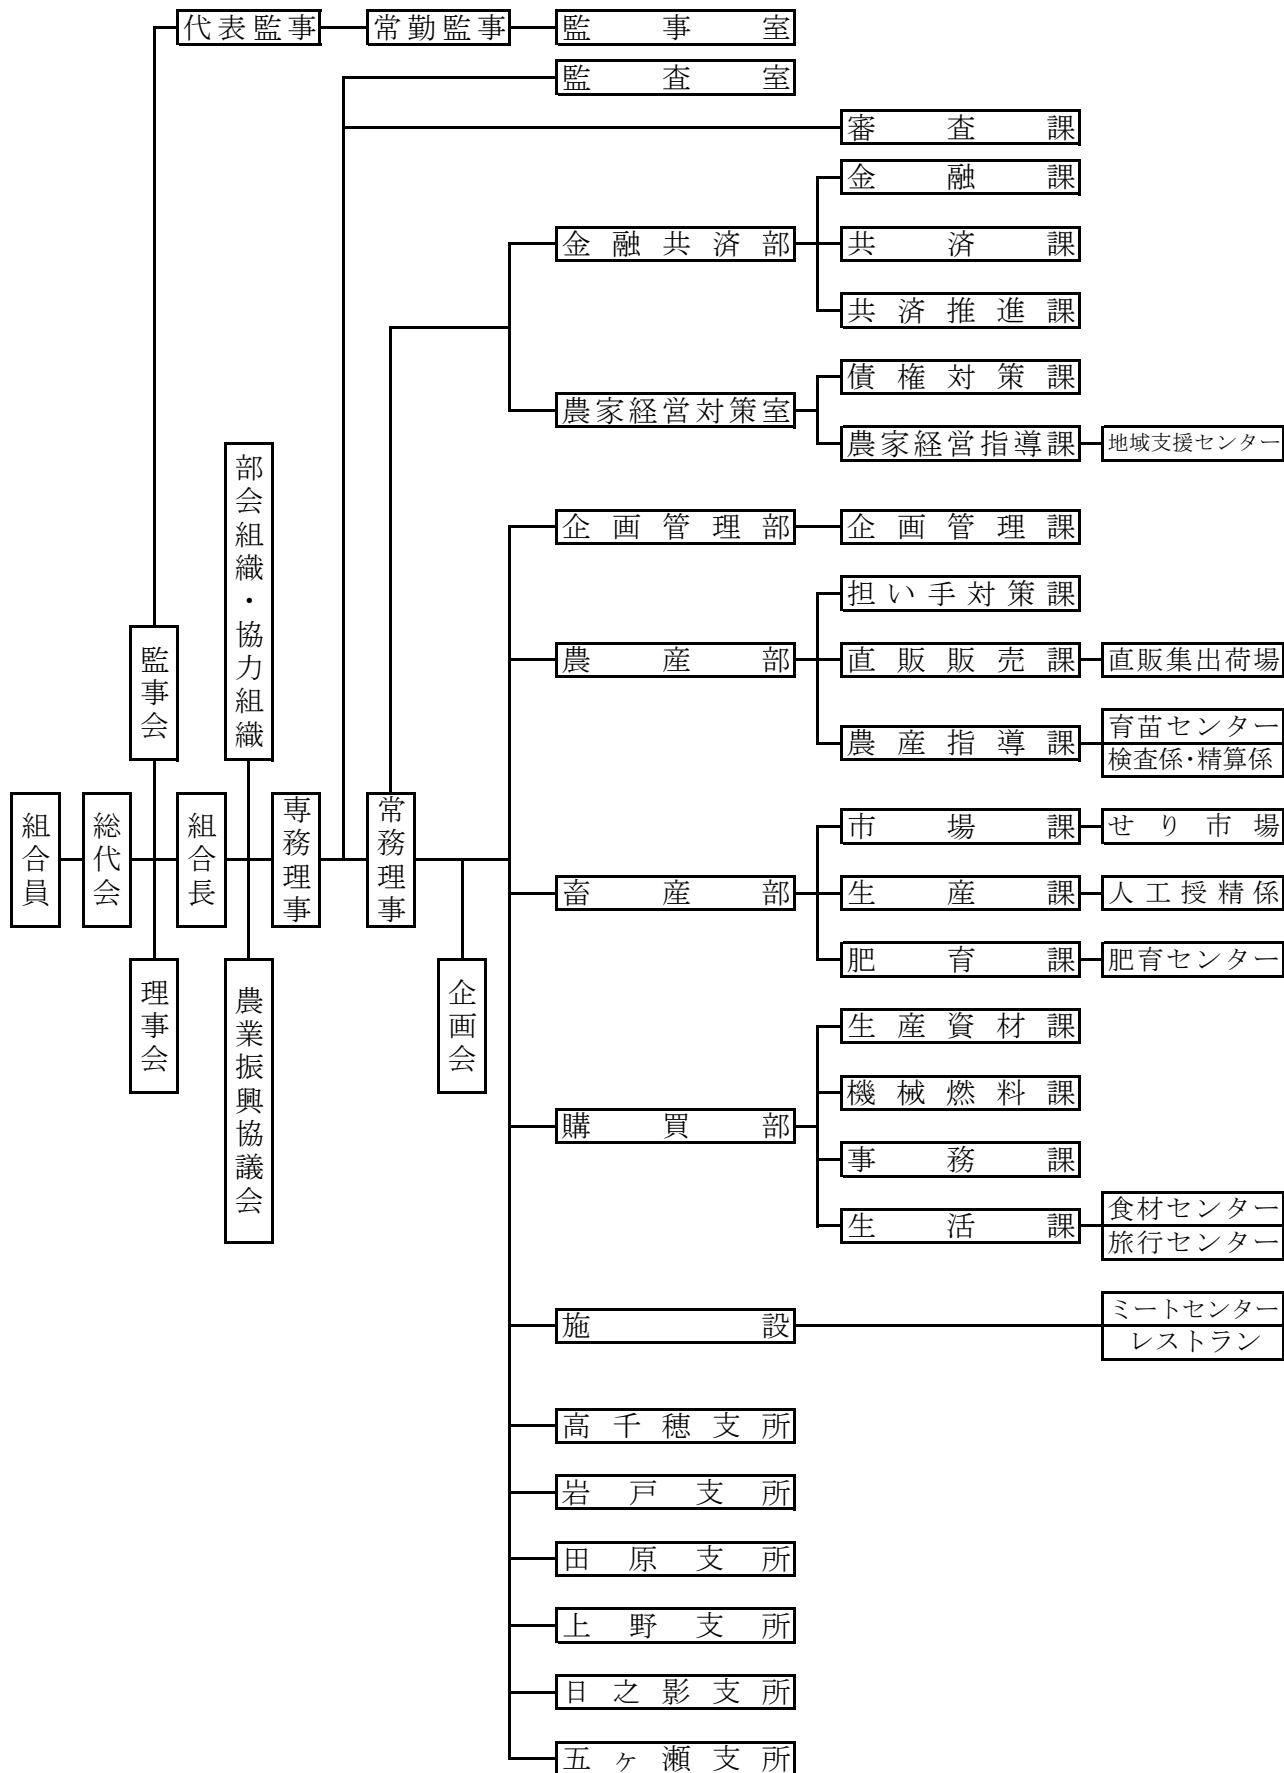 代表監事
常勤監事
監事室
監査室
審査課
金融課
金融共済部
共済課
共済推進課
債権対策課
農家経営対策室
農家経営指導課
地域支援センター
部会組織・協力組織
企画管理部
企画管理課
担い手対策課
監事会
農産部
直販販売課
直販集出荷場
農産指導課
育苗センター
検査係・精算係
組合員
総代会
組合長
専務理事
常務理事
市場課
せり市場
畜産部
生産課
人工授精係
肥育課
肥育センター
理事会
農業振興協議会
企画会
生産資材課
機械燃料課
購買部
事務課
生活課
食材センター
旅行センター
施設
ミートセンター
レストラン
高千穂支所
岩戸支所
田原支所
上野支所
日之影支所
五ヶ瀬支所